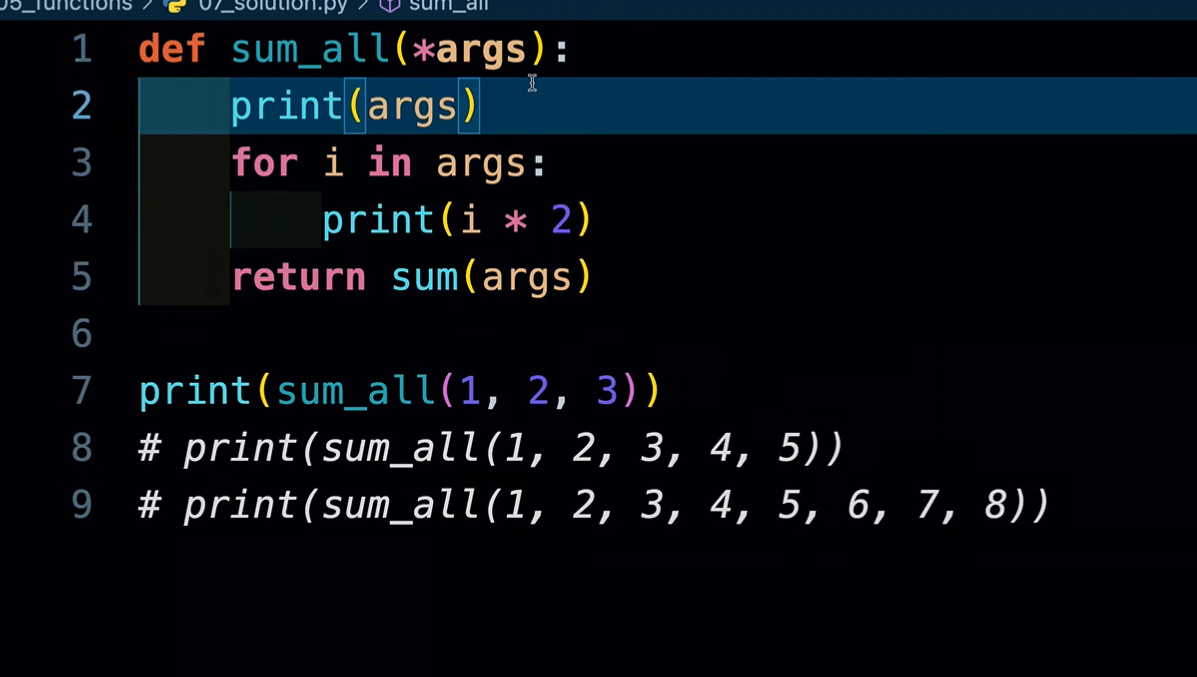 05_functions > 07_solution.py > sum_all
1 def sum_all(*args):
2     print(args)
3     for i in args:
4         print(i * 2)
5     return sum(args)
6
7 print(sum_all(1, 2, 3))
8 # print(sum_all(1, 2, 3, 4, 5))
9 # print(sum_all(1, 2, 3, 4, 5, 6, 7, 8))